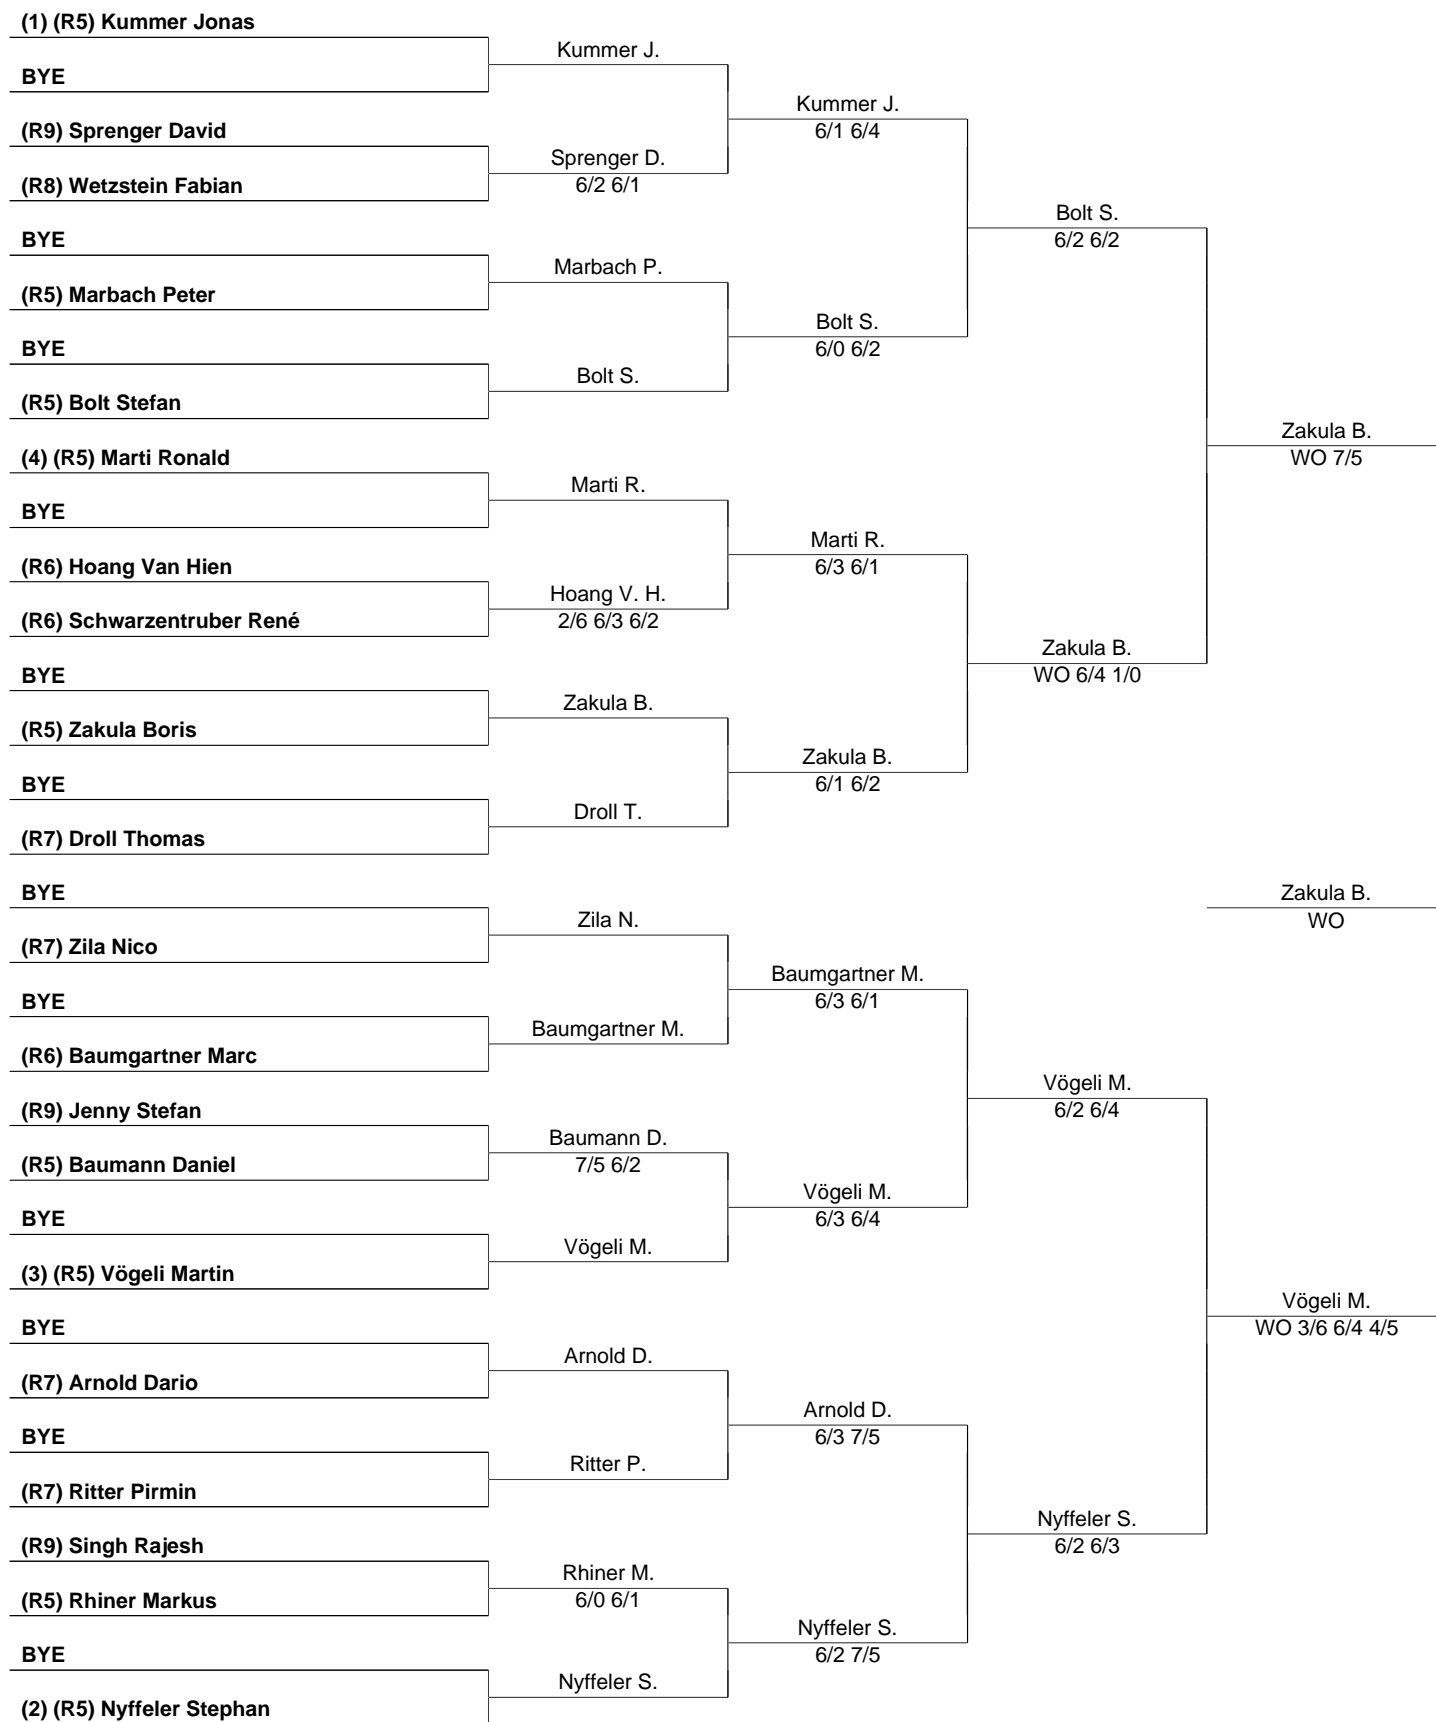 (1) (R5) Kummer Jonas
BYE
(R9) Sprenger David
(R8) Wetzstein Fabian
BYE
(R5) Marbach Peter
BYE
(R5) Bolt Stefan
(4) (R5) Marti Ronald
BYE
(R6) Hoang Van Hien
(R6) Schwarzentruber René
BYE
(R5) Zakula Boris
BYE
(R7) Droll Thomas
BYE
(R7) Zila Nico
BYE
(R6) Baumgartner Marc
(R9) Jenny Stefan
(R5) Baumann Daniel
BYE
(3) (R5) Vögeli Martin
BYE
(R7) Arnold Dario
BYE
(R7) Ritter Pirmin
(R9) Singh Rajesh
(R5) Rhiner Markus
BYE
(2) (R5) Nyffeler Stephan
Kummer J.
Sprenger D.
6/2 6/1
Marbach P.
Bolt S.
Marti R.
Hoang V. H.
2/6 6/3 6/2
Zakula B.
Droll T.
Zila N.
Baumgartner M.
Baumann D.
7/5 6/2
Vögeli M.
Arnold D.
Ritter P.
Rhiner M.
6/0 6/1
Nyffeler S.
Kummer J.
6/1 6/4
Bolt S.
6/0 6/2
Marti R.
6/3 6/1
Zakula B.
6/1 6/2
Baumgartner M.
6/3 6/1
Vögeli M.
6/3 6/4
Arnold D.
6/3 7/5
Nyffeler S.
6/2 7/5
Bolt S.
6/2 6/2
Zakula B.
WO 6/4 1/0
Vögeli M.
6/2 6/4
Nyffeler S.
6/2 6/3
Zakula B.
WO 7/5
Zakula B.
WO
Vögeli M.
WO 3/6 6/4 4/5